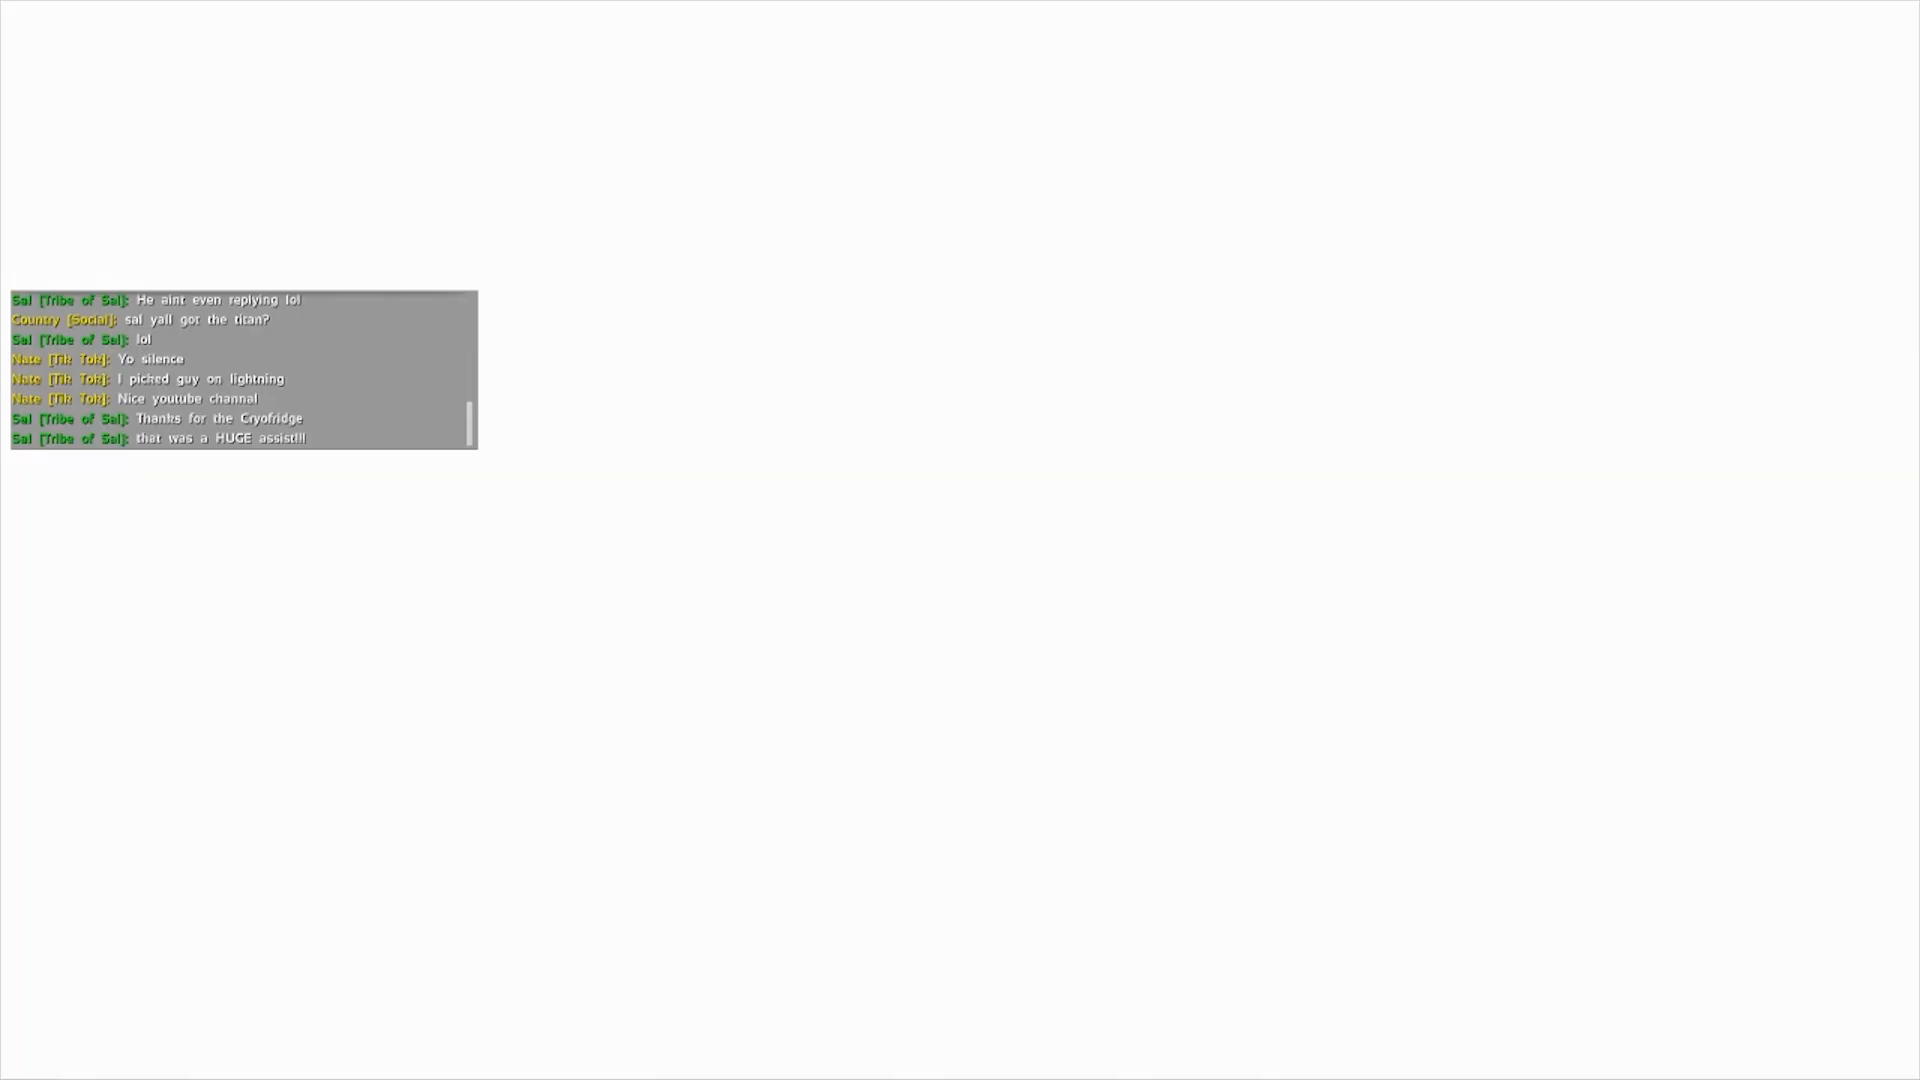 Sal [Tribe of Sal]: He aint even replying lol
Country [Social]: sal yall got the titan?
Sal [Tribe of Sal]: lol
Nate [Tik Tok]: Yo silence
Nate [Tik Tok]: I picked guy on lightning
Nate [Tik Tok]: Nice youtube channal
Sal [Tribe of Sal]: Thanks for the Cryofridge
Sal [Tribe of Sal]: that was a HUGE assist!!!